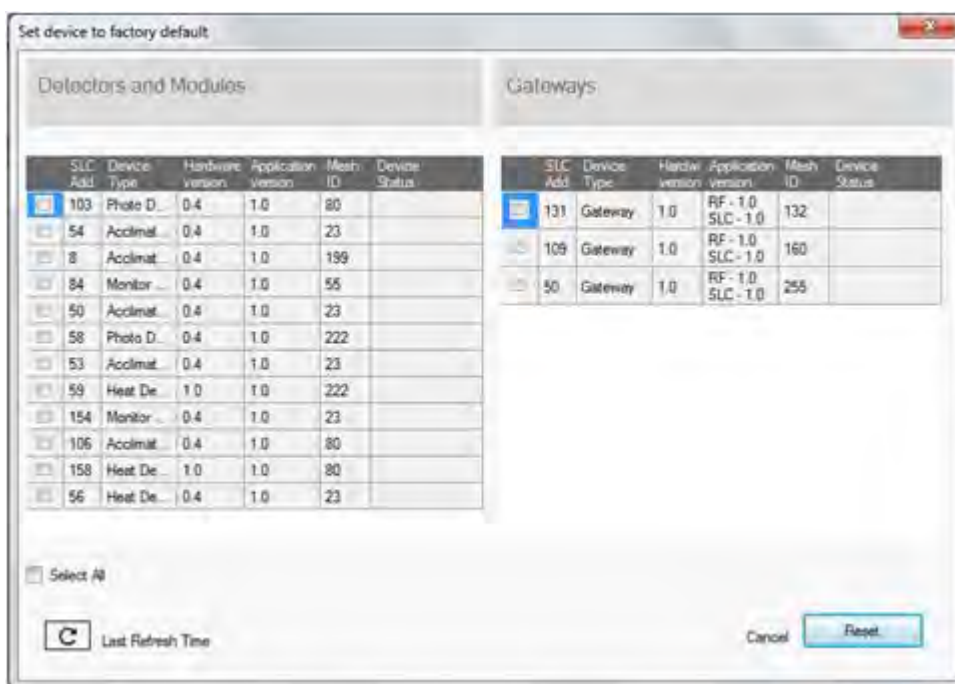 Set device to factory default
Detectors and Modules
SLC Add Device Type Hardware version Application version Mesh ID Device Status
103 Photo D... 0.4 1.0 80
54 Acclimat... 0.4 1.0 23
8 Acclimat... 0.4 1.0 199
84 Monitor ... 0.4 1.0 55
50 Acclimat... 0.4 1.0 23
58 Photo D... 0.4 1.0 222
53 Acclimat... 0.4 1.0 23
59 Heat De... 1.0 1.0 222
154 Monitor ... 0.4 1.0 23
106 Acclimat... 0.4 1.0 80
158 Heat De... 1.0 1.0 80
56 Heat De... 0.4 1.0 23
Gateways
SLC Add Device Type Hardwa version Application version Mesh ID Device Status
131 Gateway 1.0 RF - 1.0 SLC - 1.0 132
109 Gateway 1.0 RF - 1.0 SLC - 1.0 160
50 Gateway 1.0 RF - 1.0 SLC - 1.0 255
Select All
Last Refresh Time
Cancel
Reset